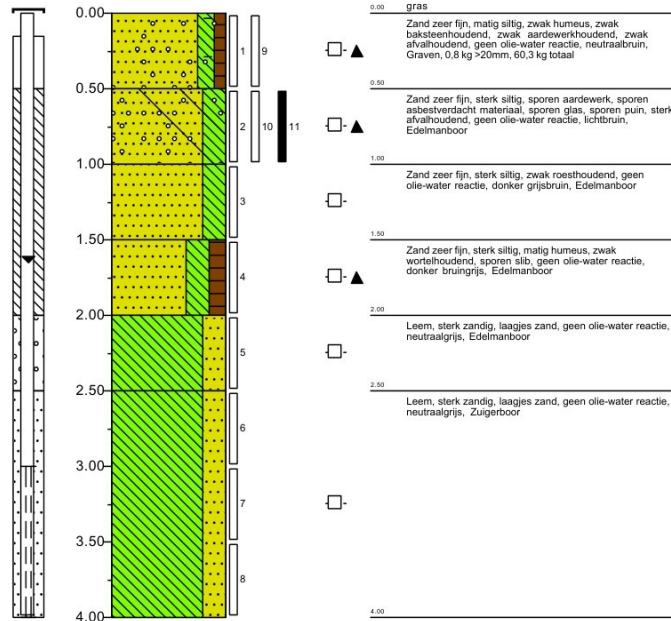 0.00
0.50
1.00
1.50
2.00
2.50
3.00
3.50
4.00
1
9
2
10
11
3
4
5
6
7
8
0.00
gras
Zand zeer fijn, matig siltig, zwak humeus, zwak
baksteenhoudend, zwak aardewerkhoudend, zwak
afvalhoudend, geen olie-water reactie, neutraalbruin,
Graven, 0,8 kg >20mm, 60,3 kg totaal
0.50
Zand zeer fijn, sterk siltig, sporen aardewerk, sporen
asbestverdacht materiaal, sporen glas, sporen puin, sterk
afvalhoudend, geen olie-water reactie, lichtbruin,
Edelmanboor
1.00
Zand zeer fijn, sterk siltig, zwak roesthoudend, geen
olie-water reactie, donker grijsbruin, Edelmanboor
1.50
Zand zeer fijn, sterk siltig, matig humeus, zwak
wortelhoudend, sporen slib, geen olie-water reactie,
donker bruingrijs, Edelmanboor
2.00
Leem, sterk zandig, laagjes zand, geen olie-water reactie,
neutraalgrijs, Edelmanboor
2.50
Leem, sterk zandig, laagjes zand, geen olie-water reactie,
neutraalgrijs, Zuigerboor
4.00